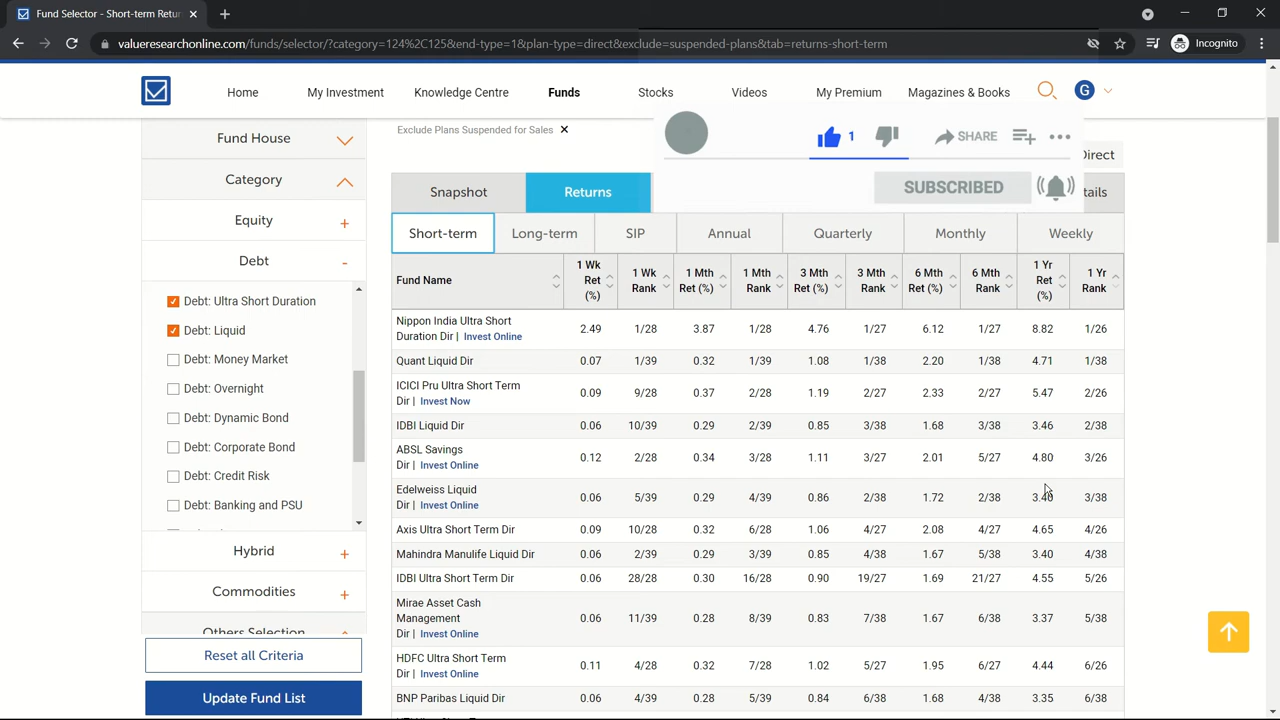 Fund Selector - Short-term Retur
valueresearchonline.com/funds/selector/?category=124%2C125&end_type=1&plan-type=direct&exclude=suspended-plans&tab=returns-short-term
Incognito
Home
My Investment
Knowledge Centre
Funds
Stocks
Videos
My Premium
Magazines & Books
G
Fund House
Category
Equity
+
Debt
-
Debt: Ultra Short Duration
Debt: Liquid
Debt: Money Market
Debt: Overnight
Debt: Dynamic Bond
Debt: Corporate Bond
Debt: Credit Risk
Debt: Banking and PSU
Hybrid
+
Commodities
+
Others Selection
Reset all Criteria
Update Fund List
Exclude Plans Suspended for Sales
1
SHARE
SUBSCRIBED
Direct
Snapshot
Returns
Short-term
Long-term
SIP
Annual
Quarterly
Monthly
Weekly
Fund Name
1 Wk Ret (%)
1 Wk Rank
1 Mth Ret (%)
1 Mth Rank
3 Mth Ret (%)
3 Mth Rank
6 Mth Ret (%)
6 Mth Rank
1 Yr Ret (%)
1 Yr Rank
Nippon India Ultra Short
Duration Dir | Invest Online
2.49 1/28 3.87 1/28 4.76 1/27 6.12 1/27 8.82 1/26
Quant Liquid Dir 0.07 1/39 0.32 1/39 1.08 1/38 2.20 1/38 4.71 1/38
ICICI Pru Ultra Short Term
Dir | Invest Now
0.09 9/28 0.37 2/28 1.19 2/27 2.33 2/27 5.47 2/26
IDBI Liquid Dir 0.06 10/39 0.29 2/39 0.85 3/38 1.68 3/38 3.46 2/38
ABSL Savings
Dir | Invest Online
0.12 2/28 0.34 3/28 1.11 3/27 2.01 5/27 4.80 3/26
Edelweiss Liquid
Dir | Invest Online
0.06 5/39 0.29 4/39 0.86 2/38 1.72 2/38 3/38
Axis Ultra Short Term Dir 0.09 10/28 0.32 6/28 1.06 4/27 2.08 4/27 4.65 4/26
Mahindra Manulife Liquid Dir 0.06 2/39 0.29 3/39 0.85 4/38 1.67 5/38 3.40 4/38
IDBI Ultra Short Term Dir 0.06 28/28 0.30 16/28 0.90 19/27 1.69 21/27 4.55 5/26
Mirae Asset Cash
Management
Dir | Invest Online
0.06 11/39 0.28 8/39 0.83 7/38 1.67 6/38 3.37 5/38
HDFC Ultra Short Term
Dir | Invest Online
0.11 4/28 0.32 7/28 1.02 5/27 1.95 6/27 4.44 6/26
BNP Paribas Liquid Dir 0.06 4/39 0.28 5/39 0.84 6/38 1.68 4/38 3.35 6/38